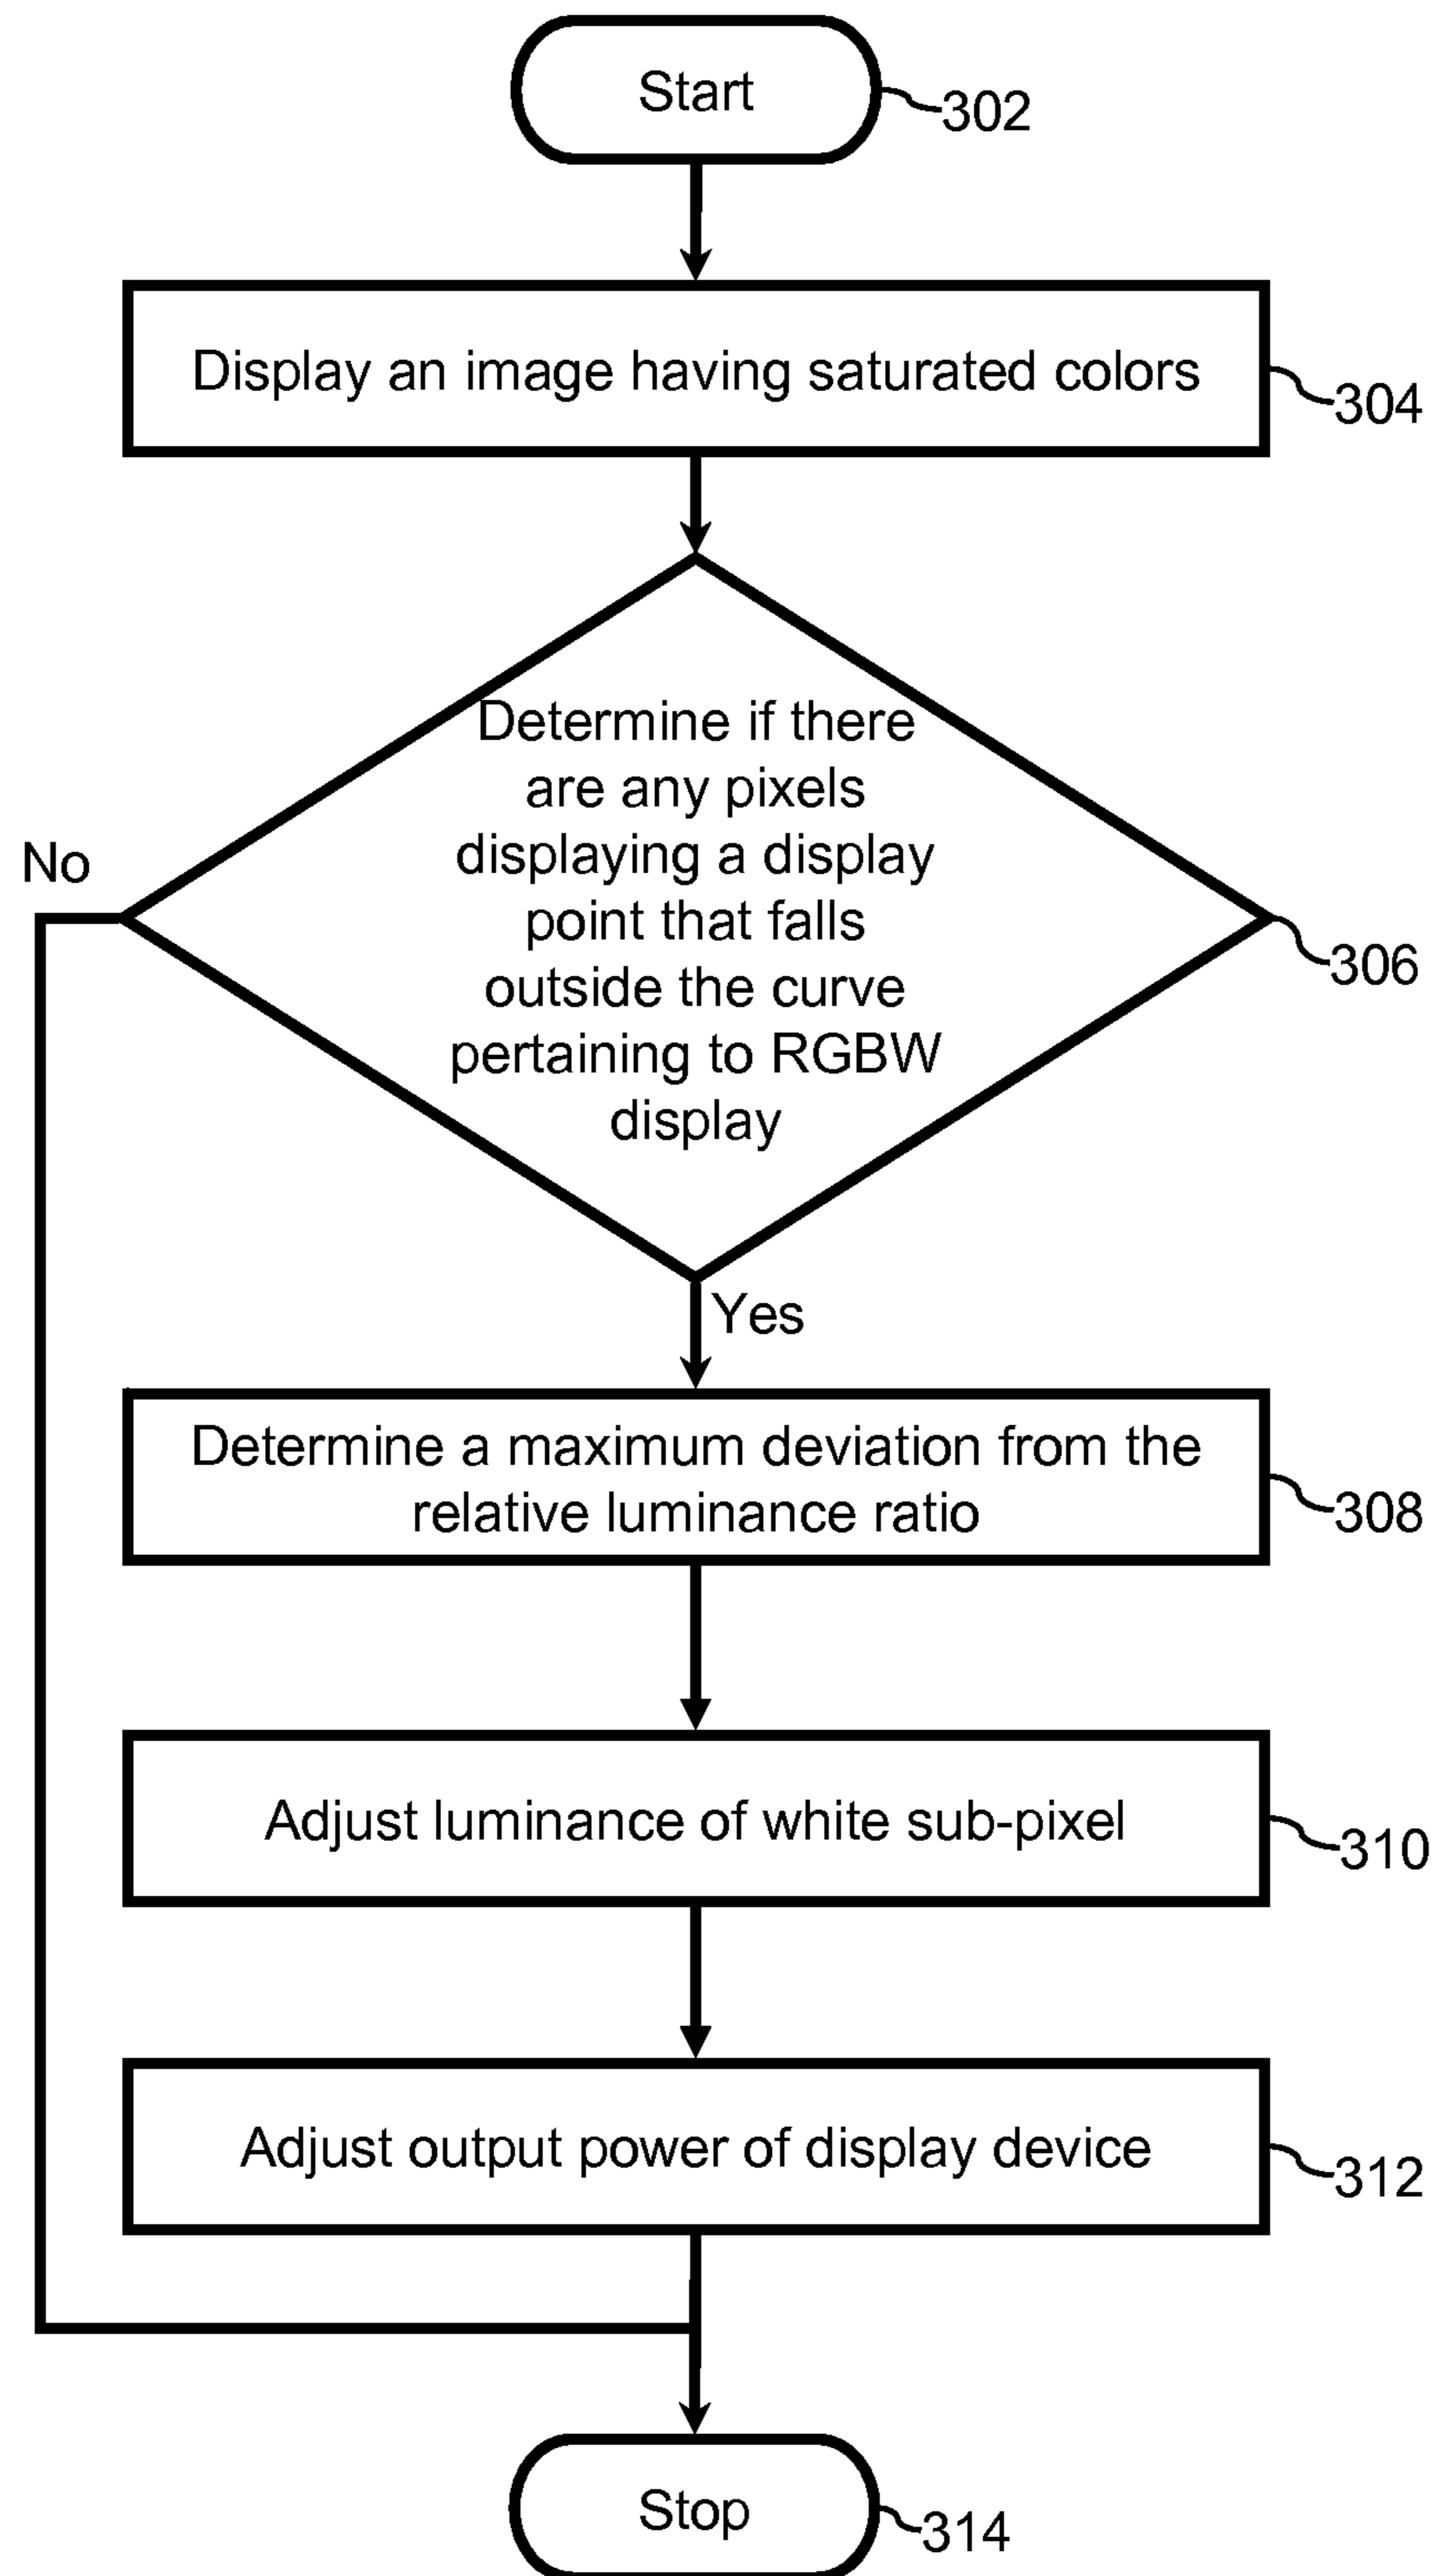 Start
302
Display an image having saturated colors
304
Determine if there
are any pixels
displaying a display
point that falls
outside the curve
pertaining to RGBW
display
No
306
Yes
Determine a maximum deviation from the
relative luminance ratio
308
Adjust luminance of white sub-pixel
310
Adjust output power of display device
312
Stop
314